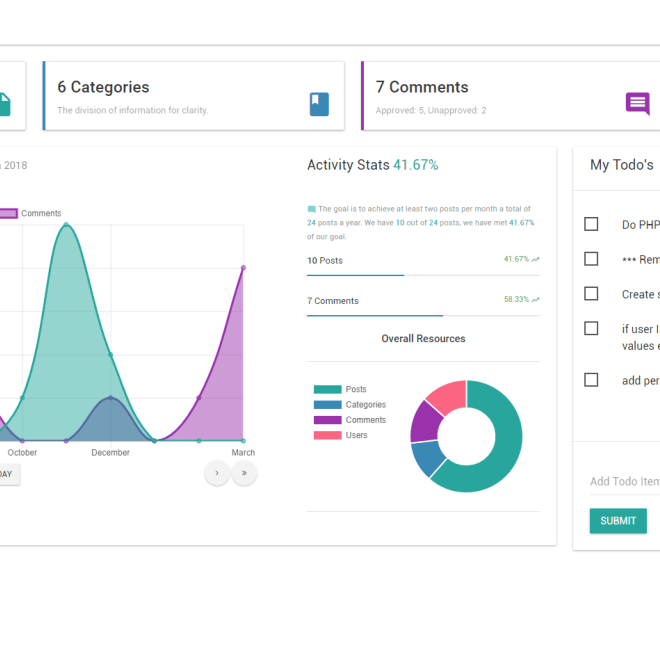 6 Categories
The division of information for clarity.
7 Comments
Approved: 5, Unapproved: 2
2018
Comments
October
December
March
DAY
›
»
Activity Stats 41.67%
The goal is to achieve at least two posts per month a total of
24 posts a year. We have 10 out of 24 posts, we have met 41.67%
of our goal.
10 Posts
41.67%
7 Comments
58.33%
Overall Resources
Posts
Categories
Comments
Users
My Todo's
Do PHP
*** Rem
Create s
if user I
values e
add per
Add Todo Item
SUBMIT